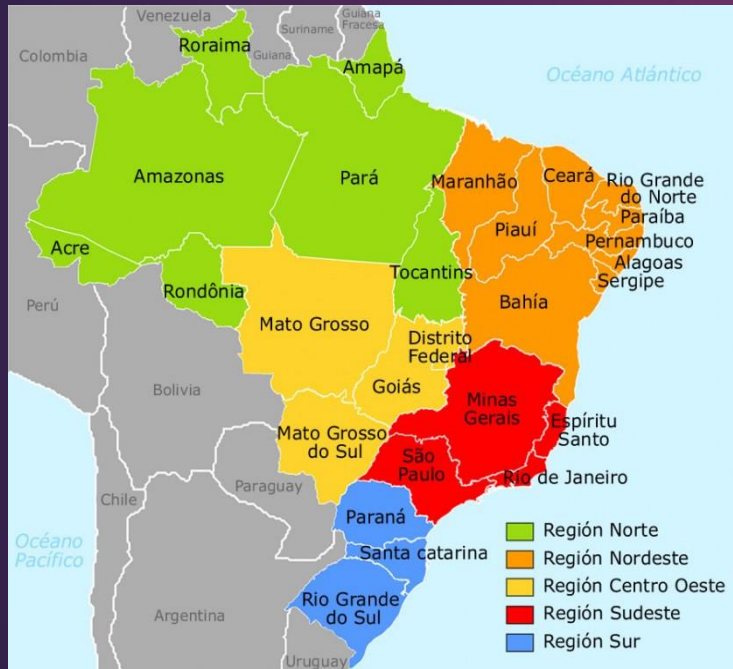 Venezuela
Colombia
Suriname
Guiana
Fracesa
Guiana
Roraima
Amapá
Océano Atlántico
Amazonas
Pará
Maranhão
Ceará
Rio Grande
do Norte
Paraíba
Piauí
Pernambuco
Alagoas
Sergipe
Acre
Rondônia
Tocantins
Bahía
Perú
Mato Grosso
Distrito
Federal
Goiás
Bolivia
Minas
Gerais
Espíritu
Santo
Mato Grosso
do Sul
São
Paulo
Rio de Janeiro
Paraguay
Chile
Paraná
Océano
Pacífico
Santa catarina
Rio Grande
do Sul
Argentina
Uruguay
Región Norte
Región Nordeste
Región Centro Oeste
Región Sudeste
Región Sur